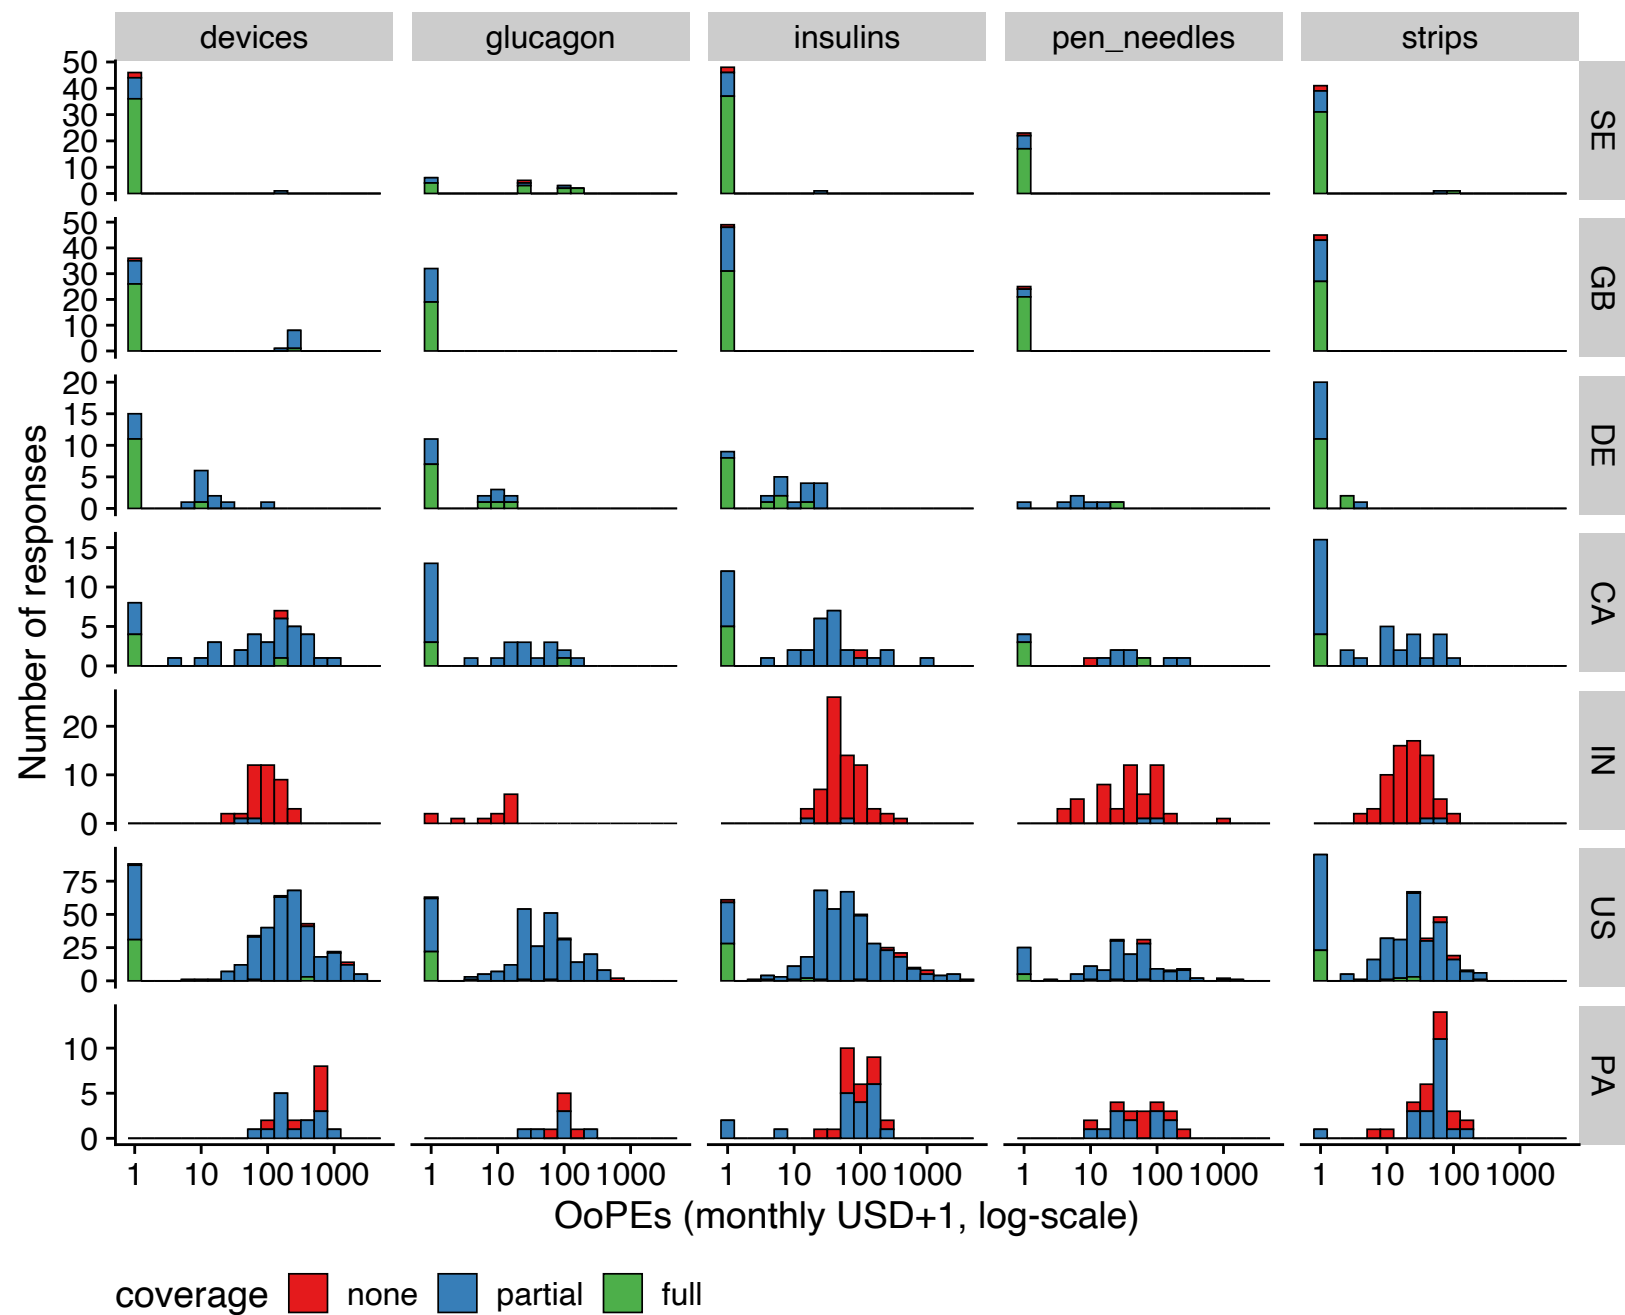 devices glucagon insulins pen_needles strips
50
40
30
20
10
0
SE
50
40
30
20
10
0
GB
20
15
10
5
0
DE
15
10
5
0
CA
20
10
0
IN
75
50
25
0
US
10
5
0
PA
Number of responses
1 10 100 1000 1 10 100 1000 1 10 100 1000 1 10 100 1000 1 10 100 1000
OoPEs (monthly USD+1, log-scale)
coverage none partial full